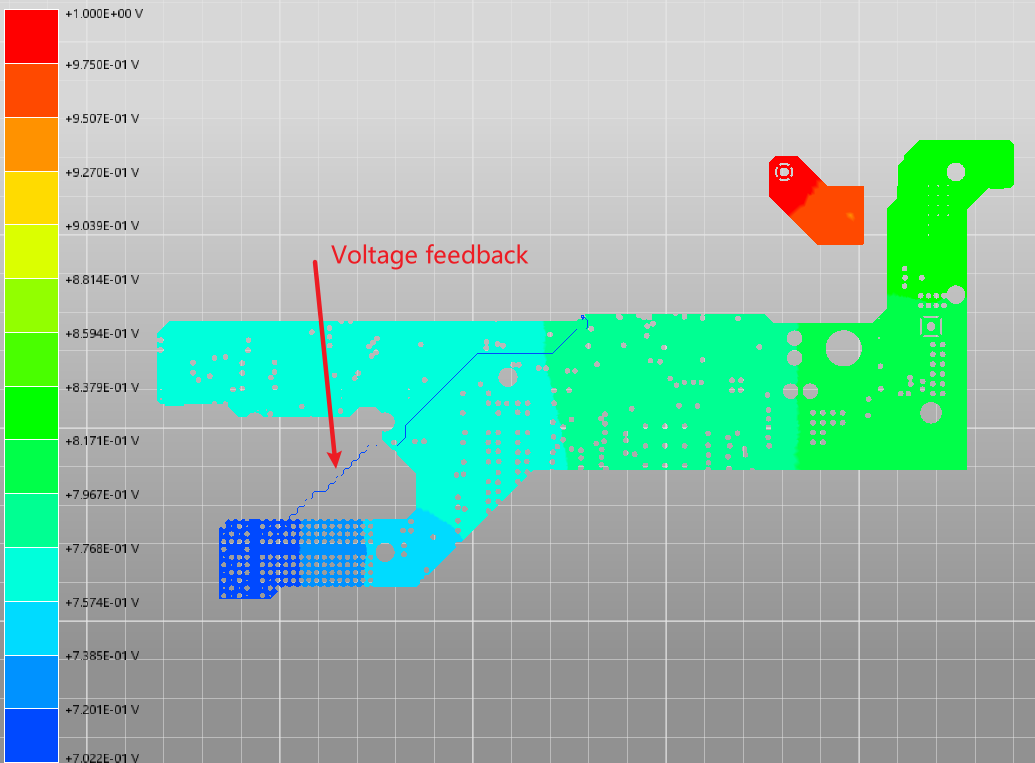 +1.000E+00 V
+9.750E-01 V
+9.507E-01 V
+9.270E-01 V
+9.039E-01 V
+8.814E-01 V
+8.594E-01 V
+8.379E-01 V
+8.171E-01 V
+7.967E-01 V
+7.768E-01 V
+7.574E-01 V
+7.385E-01 V
+7.201E-01 V
+7.022E-01 V
Voltage feedback